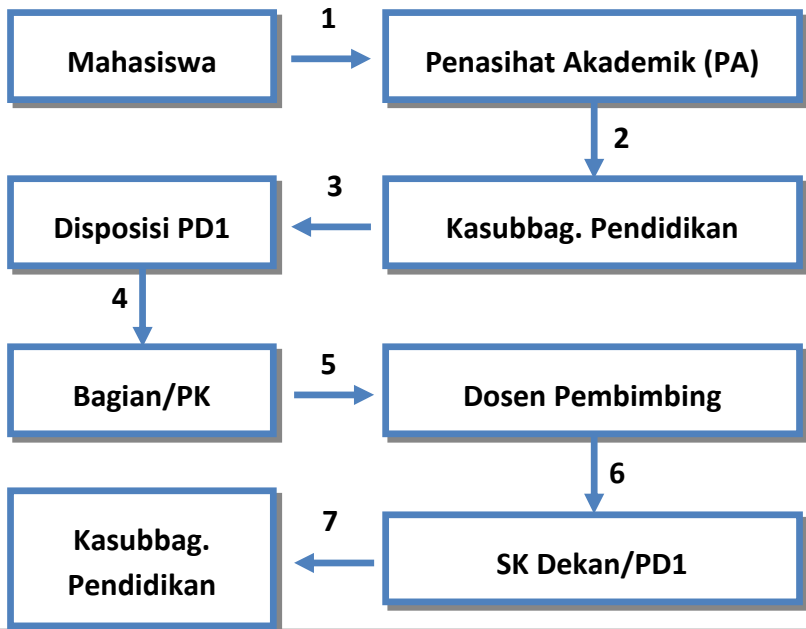 1
Mahasiswa
Penasihat Akademik (PA)
2
3
Disposisi PD1
Kasubbag. Pendidikan
4
5
Bagian/PK
Dosen Pembimbing
6
7
Kasubbag.
Pendidikan
SK Dekan/PD1